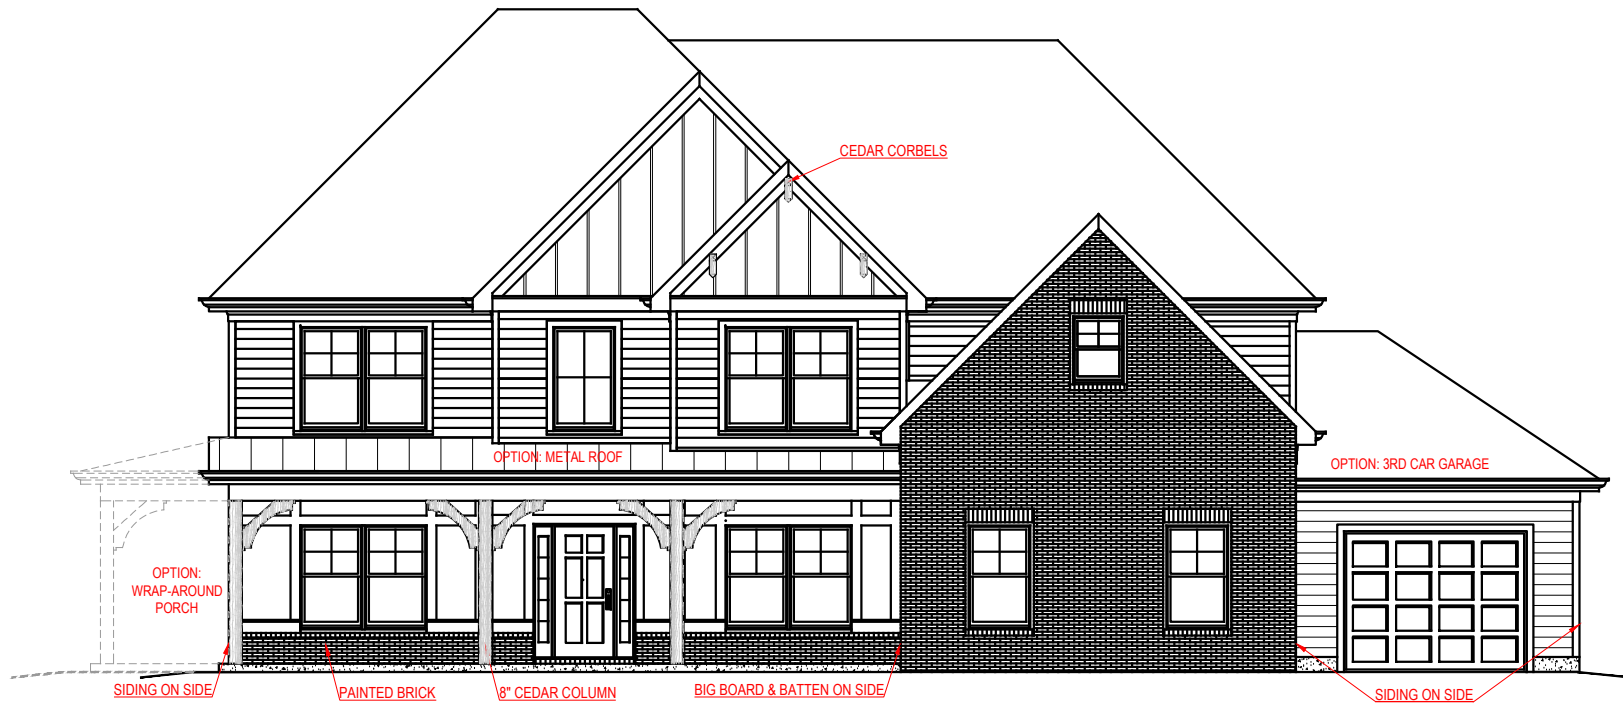 CEDAR CORBELS
OPTION: METAL ROOF
OPTION: 3RD CAR GARAGE
OPTION:
WRAP-AROUND
PORCH
SIDING ON SIDE
PAINTED BRICK
8" CEDAR COLUMN
BIG BOARD & BATTEN ON SIDE
SIDING ON SIDE